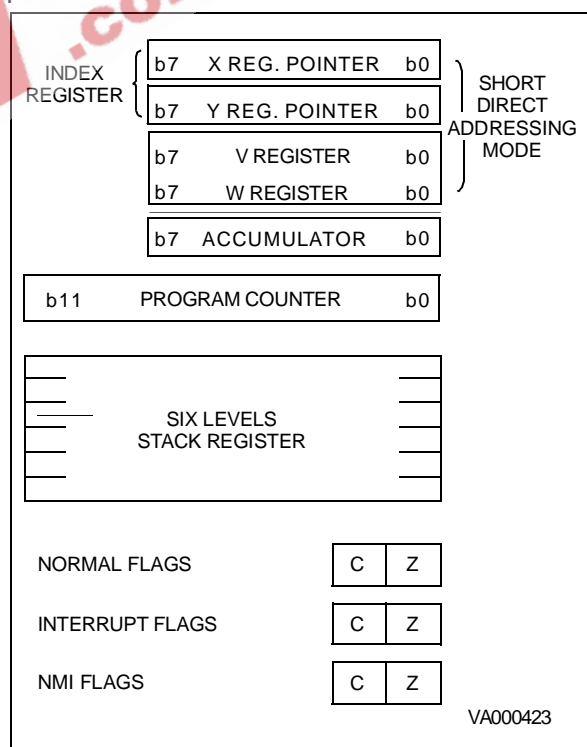 .co
INDEX
REGISTER
b7 X REG. POINTER b0
b7 Y REG. POINTER b0
b7 V REGISTER b0
b7 W REGISTER b0
SHORT
DIRECT
ADDRESSING
MODE
b7 ACCUMULATOR b0
b11 PROGRAM COUNTER b0
SIX LEVELS
STACK REGISTER
NORMAL FLAGS C Z
INTERRUPT FLAGS C Z
NMI FLAGS C Z
VA000423